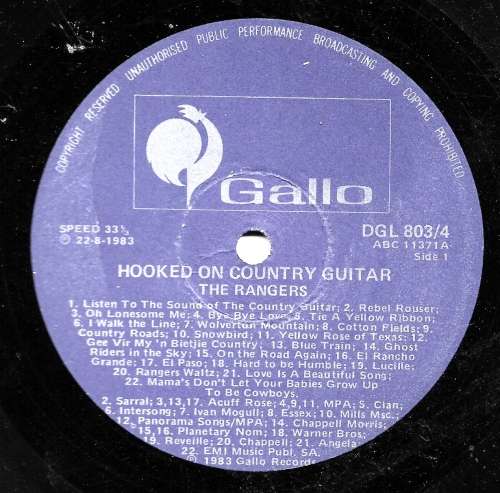 COPYRIGHT RESERVED UNAUTHORISED PUBLIC PERFORMANCE BROADCASTING AND COPYING PROHIBITED
Gallo
SPEED 33⅓
℗ 22-8-1983
DGL 803/4
ABC 11371A
Side 1
HOOKED ON COUNTRY GUITAR
THE RANGERS
1. Listen To The Sound of The Country Guitar; 2. Rebel Rouser;
3. Oh Lonesome Me; 4. Bye Bye Love; 5. Tie A Yellow Ribbon;
6. I Walk the Line; 7. Wolverton Mountain; 8. Cotton Fields; 9.
Country Roads; 10. Snowbird; 11. Yellow Rose of Texas; 12.
Gee Vir My 'n Bietjie Country; 13. Blue Train; 14. Ghost
Riders in the Sky; 15. On the Road Again; 16. El Rancho
Grande; 17. El Paso; 18. Hard to be Humble; 19. Lucille;
20. Rangers Waltz; 21. Love Is A Beautiful Song;
22. Mama's Don't Let Your Babies Grow Up
To Be Cowboys.
2. Sarral; 3,13,17. Acuff Rose; 4,9,11. MPA; 5. Clan;
6. Intersong; 7. Ivan Mogull; 8. Essex; 10. Mills Msc.;
12. Panorama Songs/MPA; 14. Chappell Morris;
15,16. Planetary Nom; 18. Warner Bros;
19. Reveille; 20. Chappell; 21. Angela
22. EMI Music Publ. SA.
℗ 1983 Gallo Records